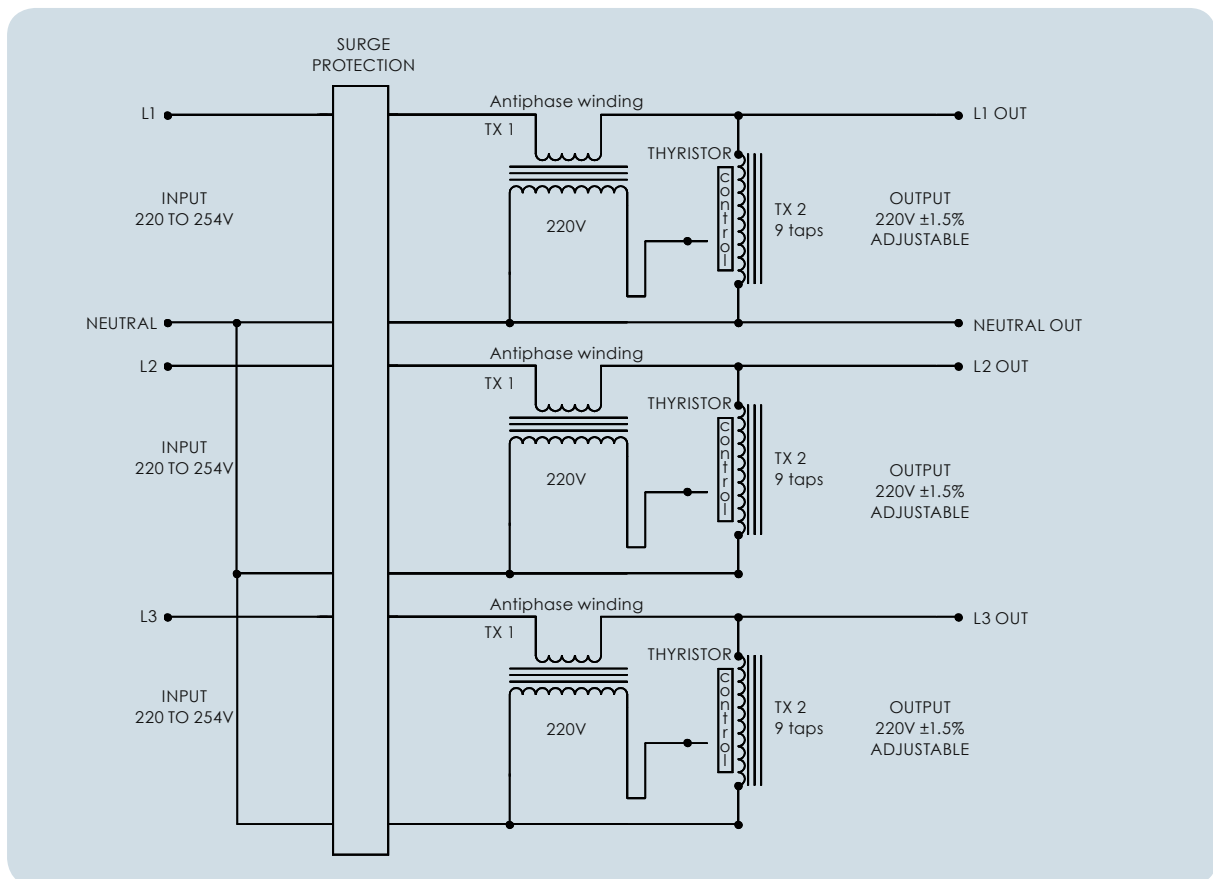 SURGE
PROTECTION
Antiphase winding
L1
TX 1
L1 OUT
THYRISTOR
control
INPUT
220 TO 254V
220V
TX 2
9 taps
OUTPUT
220V ±1.5%
ADJUSTABLE
NEUTRAL
NEUTRAL OUT
Antiphase winding
L2
TX 1
L2 OUT
THYRISTOR
control
INPUT
220 TO 254V
220V
TX 2
9 taps
OUTPUT
220V ±1.5%
ADJUSTABLE
Antiphase winding
L3
TX 1
L3 OUT
THYRISTOR
control
INPUT
220 TO 254V
220V
TX 2
9 taps
OUTPUT
220V ±1.5%
ADJUSTABLE